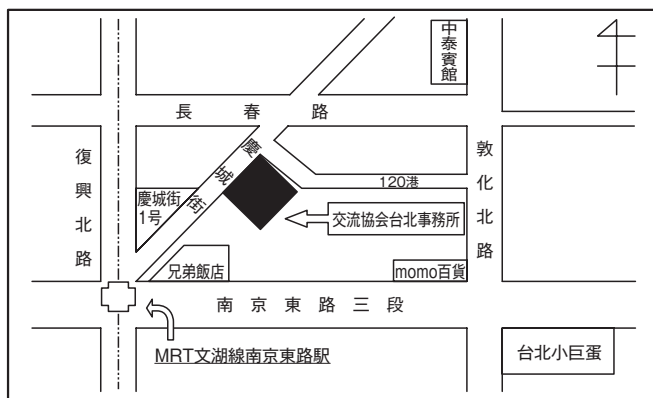 中泰賓館
長春路
復興北路
慶城街
敦化北路
120港
慶城街
1号
交流協会台北事務所
兄弟飯店
momo百貨
南京東路三段
MRT文湖線南京東路駅
台北小巨蛋